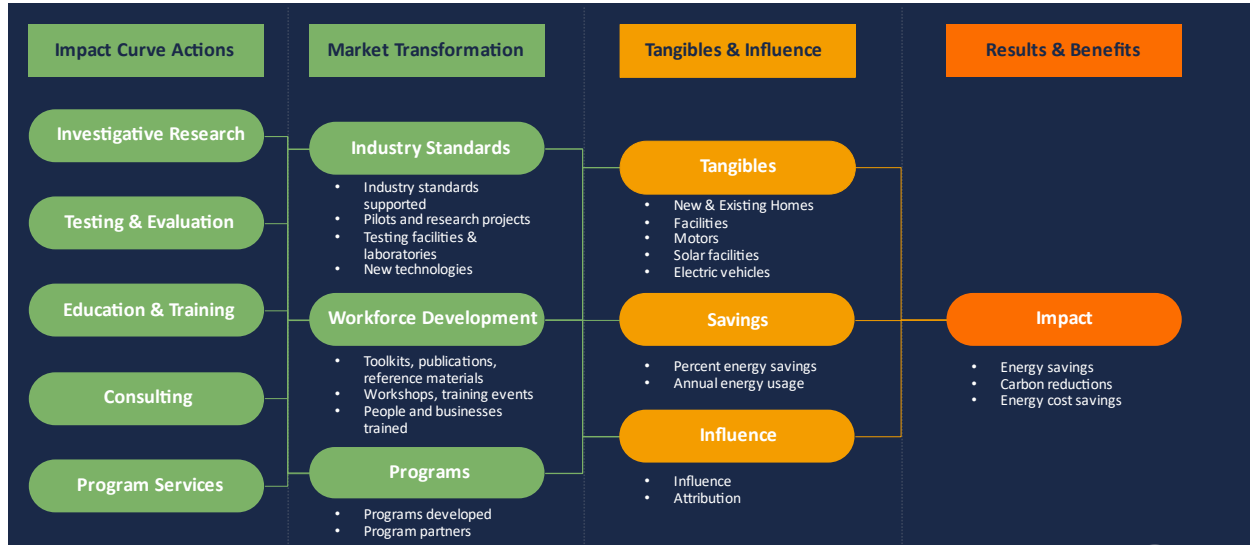 Impact Curve Actions
Market Transformation
Tangibles & Influence
Results & Benefits
Investigative Research
Testing & Evaluation
Education & Training
Consulting
Program Services
Industry Standards
• Industry standards
supported
• Pilots and research projects
• Testing facilities &
laboratories
• New technologies
Workforce Development
• Toolkits, publications,
reference materials
• Workshops, training events
• People and businesses
trained
Programs
• Programs developed
• Program partners
Tangibles
• New & Existing Homes
• Facilities
• Motors
• Solar facilities
• Electric vehicles
Savings
• Percent energy savings
• Annual energy usage
Influence
• Influence
• Attribution
Impact
• Energy savings
• Carbon reductions
• Energy cost savings